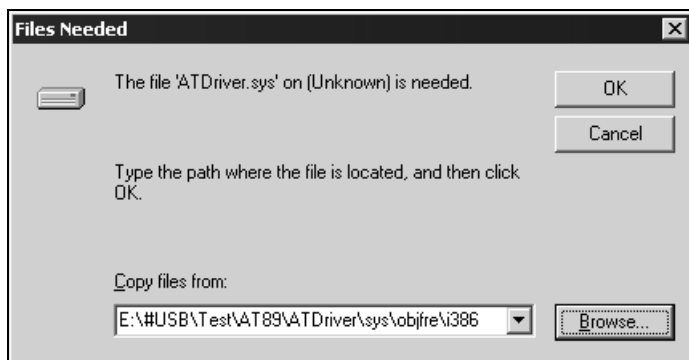 Files Needed
The file 'ATDriver.sys' on (Unknown) is needed.
OK
Cancel
Type the path where the file is located, and then click
OK.
Copy files from:
E:\#USB\Test\AT89\ATDriver\sys\objfre\i386
Browse...